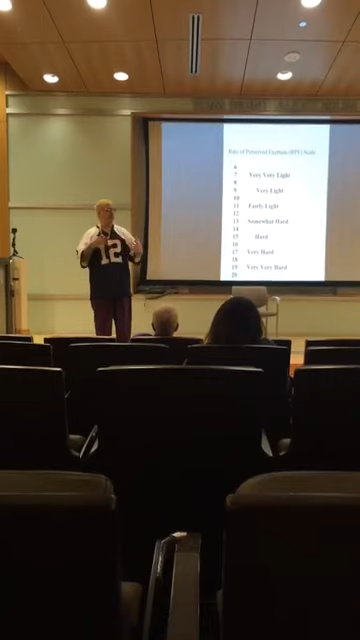 Rate of Perceived Exertion (RPE) Scale
6
7 Very Very Light
8
9 Very Light
10
11 Fairly Light
12
13 Somewhat Hard
14
15 Hard
16
17 Very Hard
18
19 Very Very Hard
20
12